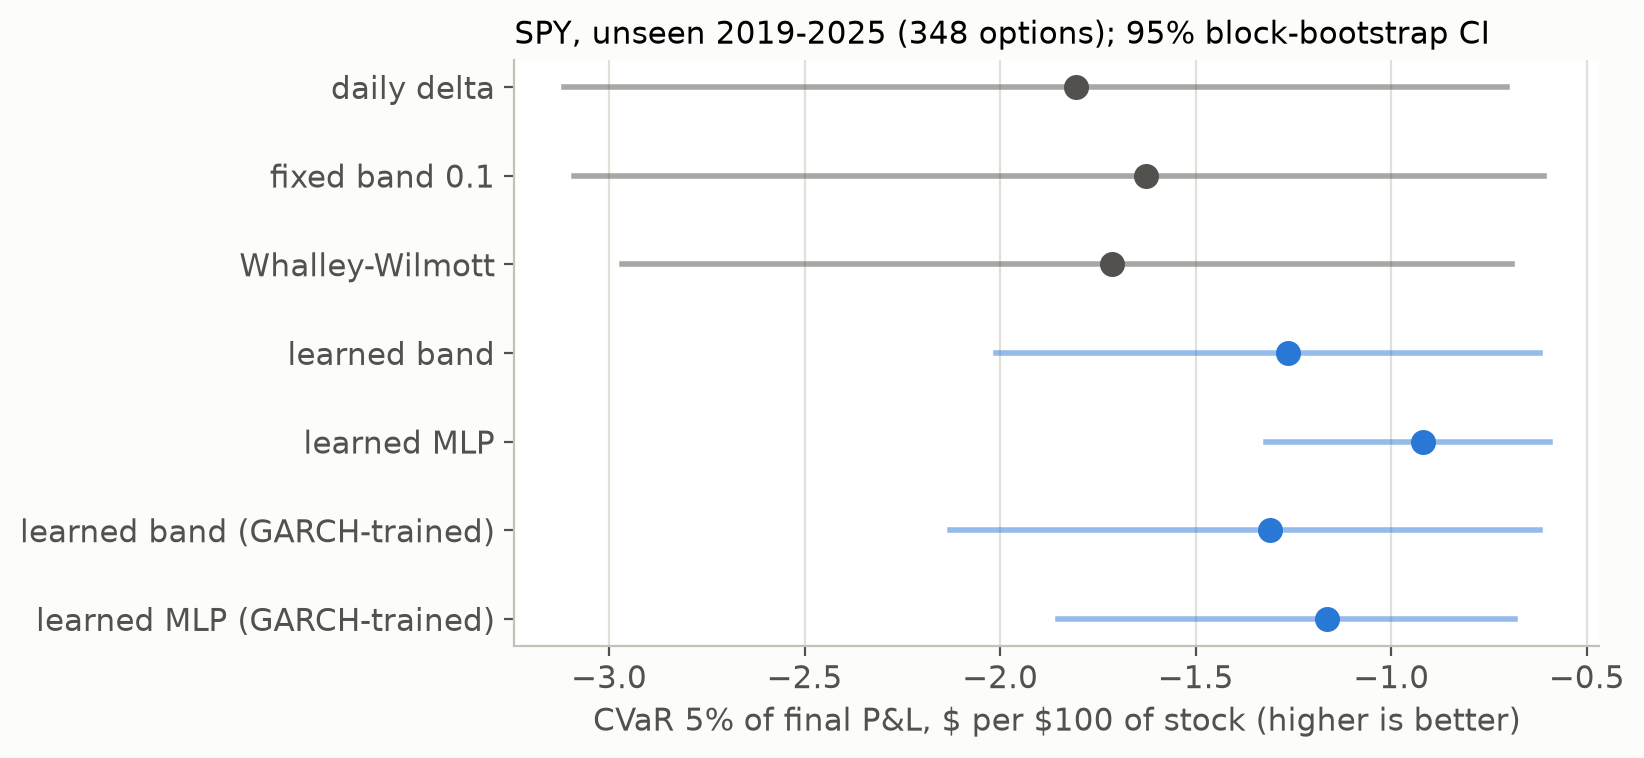 SPY, unseen 2019-2025 (348 options); 95% block-bootstrap CI
daily delta
fixed band 0.1
Whalley-Wilmott
learned band
learned MLP
learned band (GARCH-trained)
learned MLP (GARCH-trained)
−3.0 −2.5 −2.0 −1.5 −1.0 −0.5
CVaR 5% of final P&L, $ per $100 of stock (higher is better)